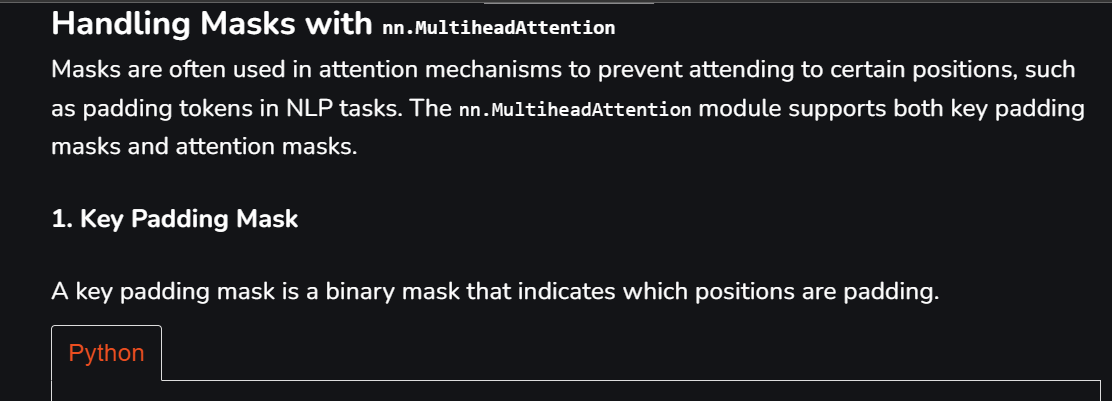 Handling Masks with nn.MultiheadAttention
Masks are often used in attention mechanisms to prevent attending to certain positions, such
as padding tokens in NLP tasks. The nn.MultiheadAttention module supports both key padding
masks and attention masks.
1. Key Padding Mask
A key padding mask is a binary mask that indicates which positions are padding.
Python